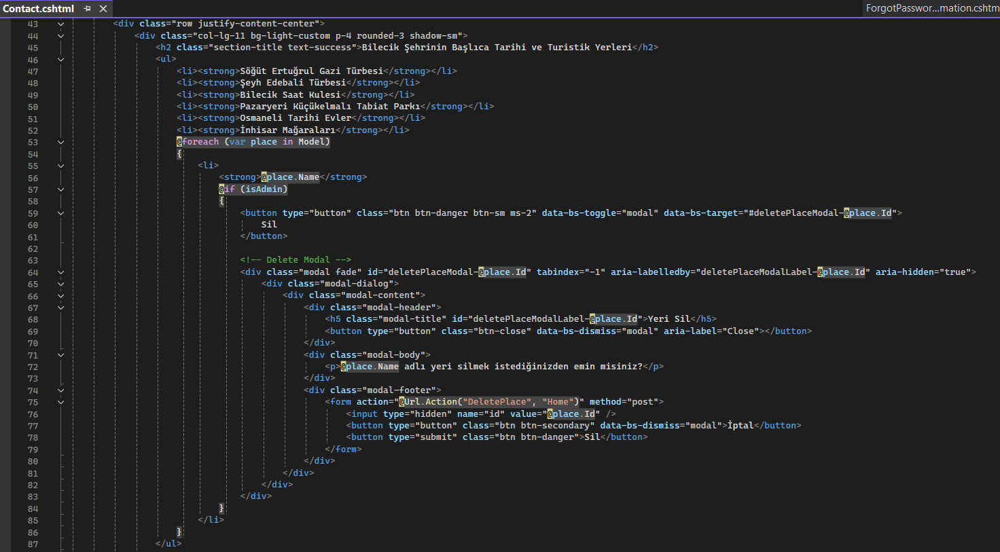 Contact.cshtml
ForgotPasswor...mation.cshtm
43 <div class="row justify-content-center">
44 <div class="col-lg-11 bg-light-custom p-4 rounded-3 shadow-sm">
45 <h2 class="section-title text-success">Bilecik Şehrinin Başlıca Tarihi ve Turistik Yerleri</h2>
46 <ul>
47 <li><strong>Söğüt Ertuğrul Gazi Türbesi</strong></li>
48 <li><strong>Şeyh Edebali Türbesi</strong></li>
49 <li><strong>Bilecik Saat Kulesi</strong></li>
50 <li><strong>Pazaryeri Küçükelmalı Tabiat Parkı</strong></li>
51 <li><strong>Osmaneli Tarihi Evler</strong></li>
52 <li><strong>İnhisar Mağaraları</strong></li>
53 @foreach (var place in Model)
54 {
55 <li>
56 <strong>@place.Name</strong>
57 @if (isAdmin)
58 {
59 <button type="button" class="btn btn-danger btn-sm ms-2" data-bs-toggle="modal" data-bs-target="#deletePlaceModal-@place.Id">
60 Sil
61 </button>
62
63 <!-- Delete Modal -->
64 <div class="modal fade" id="deletePlaceModal-@place.Id" tabindex="-1" aria-labelledby="deletePlaceModalLabel-@place.Id" aria-hidden="true">
65 <div class="modal-dialog">
66 <div class="modal-content">
67 <div class="modal-header">
68 <h5 class="modal-title" id="deletePlaceModalLabel-@place.Id">Yeri Sil</h5>
69 <button type="button" class="btn-close" data-bs-dismiss="modal" aria-label="Close"></button>
70 </div>
71 <div class="modal-body">
72 <p>@place.Name adlı yeri silmek istediğinizden emin misiniz?</p>
73 </div>
74 <div class="modal-footer">
75 <form action="@Url.Action("DeletePlace", "Home")" method="post">
76 <input type="hidden" name="id" value="@place.Id" />
77 <button type="button" class="btn btn-secondary" data-bs-dismiss="modal">İptal</button>
78 <button type="submit" class="btn btn-danger">Sil</button>
79 </form>
80 </div>
81 </div>
82 </div>
83 </div>
84 }
85 </li>
86 }
87 </ul>